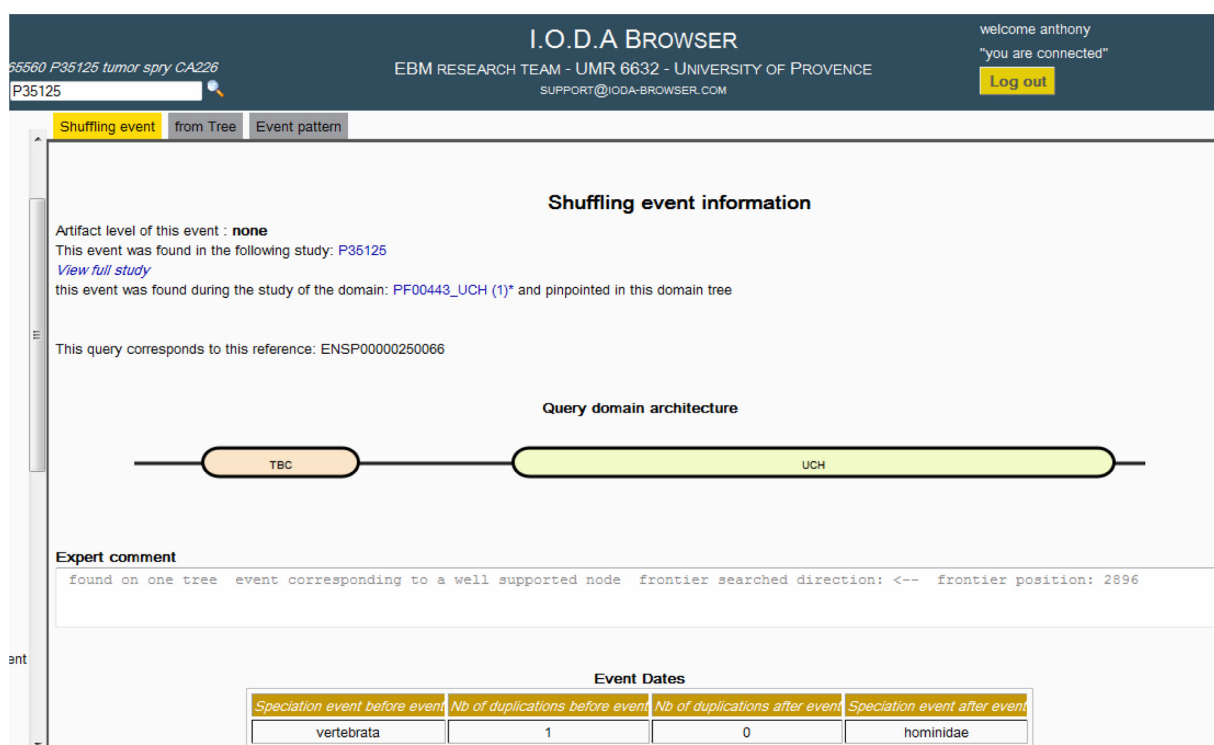 I.O.D.A BROWSER
EBM RESEARCH TEAM - UMR 6632 - UNIVERSITY OF PROVENCE
SUPPORT@IODA-BROWSER.COM
welcome anthony
"you are connected"
Log out
65560 P35125 tumor spry CA226
P35125
Shuffling event from Tree Event pattern
Shuffling event information
Artifact level of this event : none
This event was found in the following study: P35125
View full study
this event was found during the study of the domain: PF00443_UCH (1)* and pinpointed in this domain tree
This query corresponds to this reference: ENSP00000250066
Query domain architecture
TBC UCH
Expert comment
found on one tree event corresponding to a well supported node frontier searched direction: <-- frontier position: 2896
ent
Event Dates
Speciation event before event Nb of duplications before event Nb of duplications after event Speciation event after event
vertebrata 1 0 hominidae